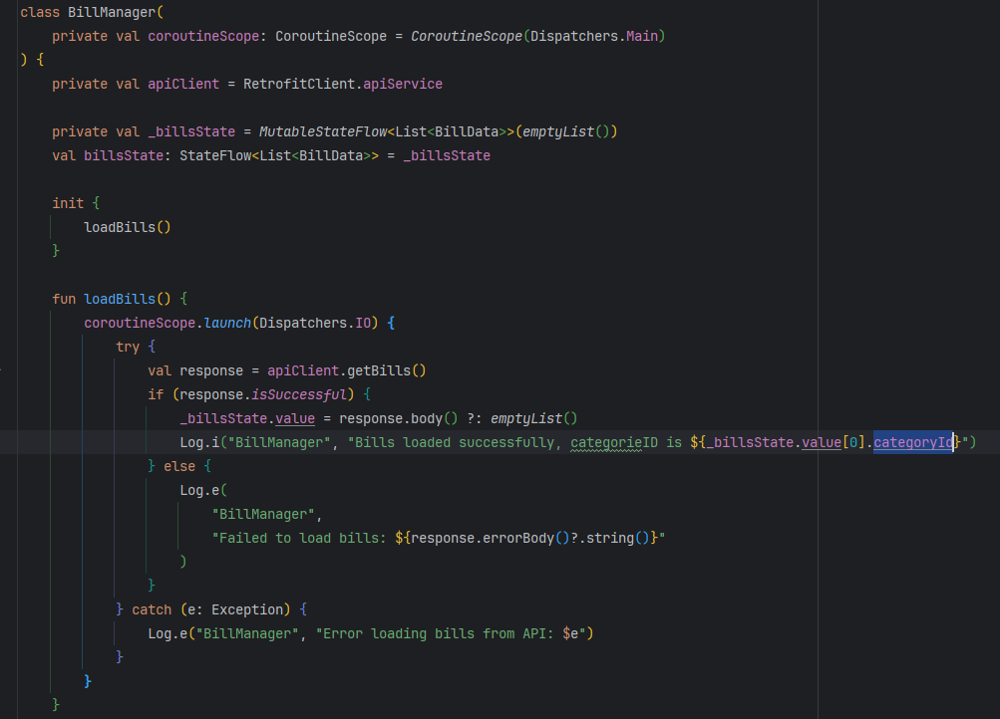 class BillManager(
    private val coroutineScope: CoroutineScope = CoroutineScope(Dispatchers.Main)
) {
    private val apiClient = RetrofitClient.apiService

    private val _billsState = MutableStateFlow<List<BillData>>(emptyList())
    val billsState: StateFlow<List<BillData>> = _billsState

    init {
        loadBills()
    }

    fun loadBills() {
        coroutineScope.launch(Dispatchers.IO) {
            try {
                val response = apiClient.getBills()
                if (response.isSuccessful) {
                    _billsState.value = response.body() ?: emptyList()
                    Log.i("BillManager", "Bills loaded successfully, categorieID is ${_billsState.value[0].categoryId}")
                } else {
                    Log.e(
                        "BillManager",
                        "Failed to load bills: ${response.errorBody()?.string()}"
                    )
                }
            } catch (e: Exception) {
                Log.e("BillManager", "Error loading bills from API: $e")
            }
        }
    }